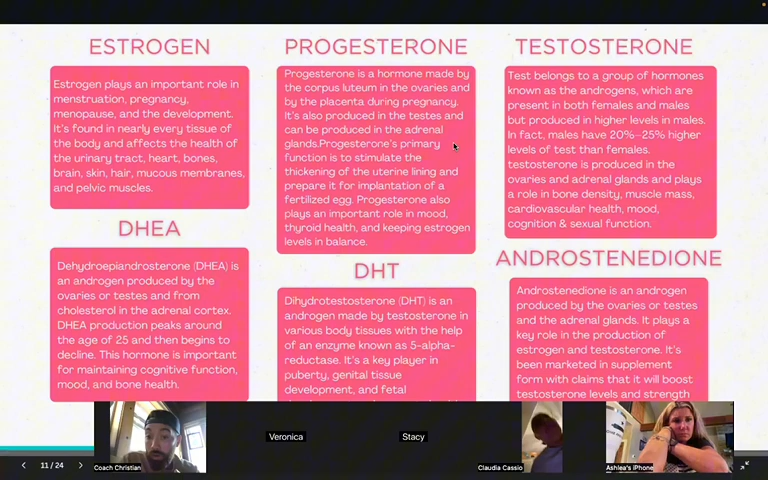 ESTROGEN
Estrogen plays an important role in
menstruation, pregnancy,
menopause, and the development.
It's found in nearly every tissue of
the body and affects the health of
the urinary tract, heart, bones,
brain, skin, hair, mucous membranes,
and pelvic muscles.
PROGESTERONE
Progesterone is a hormone made by
the corpus luteum in the ovaries and
by the placenta during pregnancy.
It's also produced in the testes and
can be produced in the adrenal
glands.Progesterone's primary
function is to stimulate the
thickening of the uterine lining and
prepare it for implantation of a
fertilized egg. Progesterone also
plays an important role in mood,
thyroid health, and keeping estrogen
levels in balance.
TESTOSTERONE
Test belongs to a group of hormones
known as the androgens, which are
present in both females and males
but produced in higher levels in males.
In fact, males have 20%-25% higher
levels of test than females.
testosterone is produced in the
ovaries and adrenal glands and plays
a role in bone density, muscle mass,
cardiovascular health, mood,
cognition & sexual function.
DHEA
Dehydroepiandrosterone (DHEA) is
an androgen produced by the
ovaries or testes and from
cholesterol in the adrenal cortex.
DHEA production peaks around
the age of 25 and then begins to
decline. This hormone is important
for maintaining cognitive function,
mood, and bone health.
DHT
Dihydrotestosterone (DHT) is an
androgen made by testosterone in
various body tissues with the help
of an enzyme known as 5-alpha-
reductase. It's a key player in
puberty, genital tissue
development, and fetal
ANDROSTENEDIONE
Androstenedione is an androgen
produced by the ovaries or testes
and the adrenal glands. It plays a
key role in the production of
estrogen and testosterone. It's
been marketed in supplement
form with claims that it will boost
testosterone levels and strength
11 / 24
Coach Christian
Veronica
Stacy
Claudia Cassio
Ashlea's iPhone